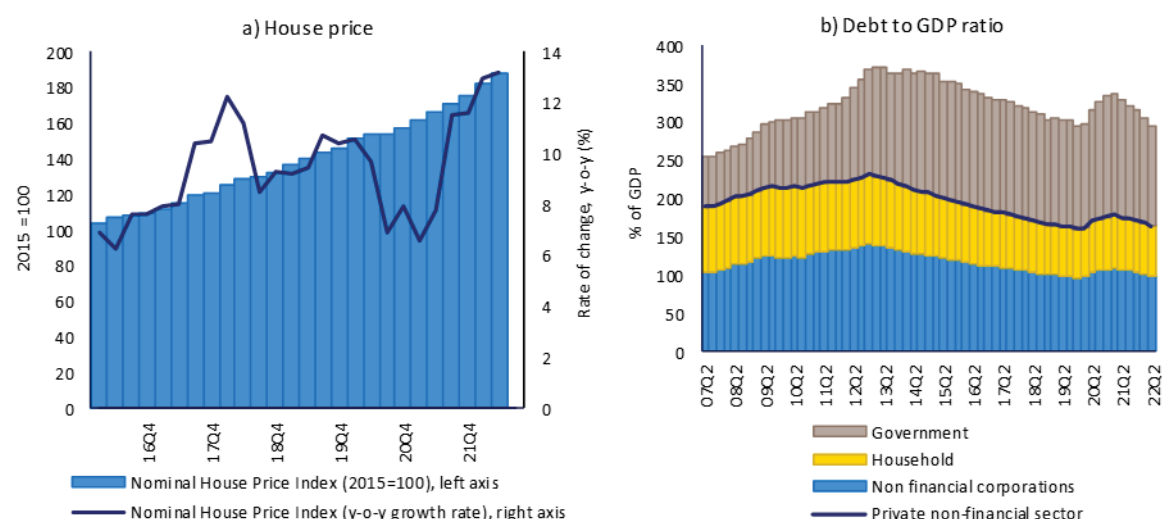 a) House price
200
180
160
140
120
100
80
60
40
20
0
2015 =100
14
12
10
8
6
4
2
0
Rate of change, y-o-y (%)
16Q4
17Q4
18Q4
19Q4
20Q4
21Q4
Nominal House Price Index (2015=100), left axis
Nominal House Price Index (y-o-y growth rate), right axis
b) Debt to GDP ratio
400
350
300
250
200
150
100
50
0
% of GDP
07Q2
08Q2
09Q2
10Q2
11Q2
12Q2
13Q2
14Q2
15Q2
16Q2
17Q2
18Q2
19Q2
20Q2
21Q2
22Q2
Government
Household
Non financial corporations
Private non-financial sector